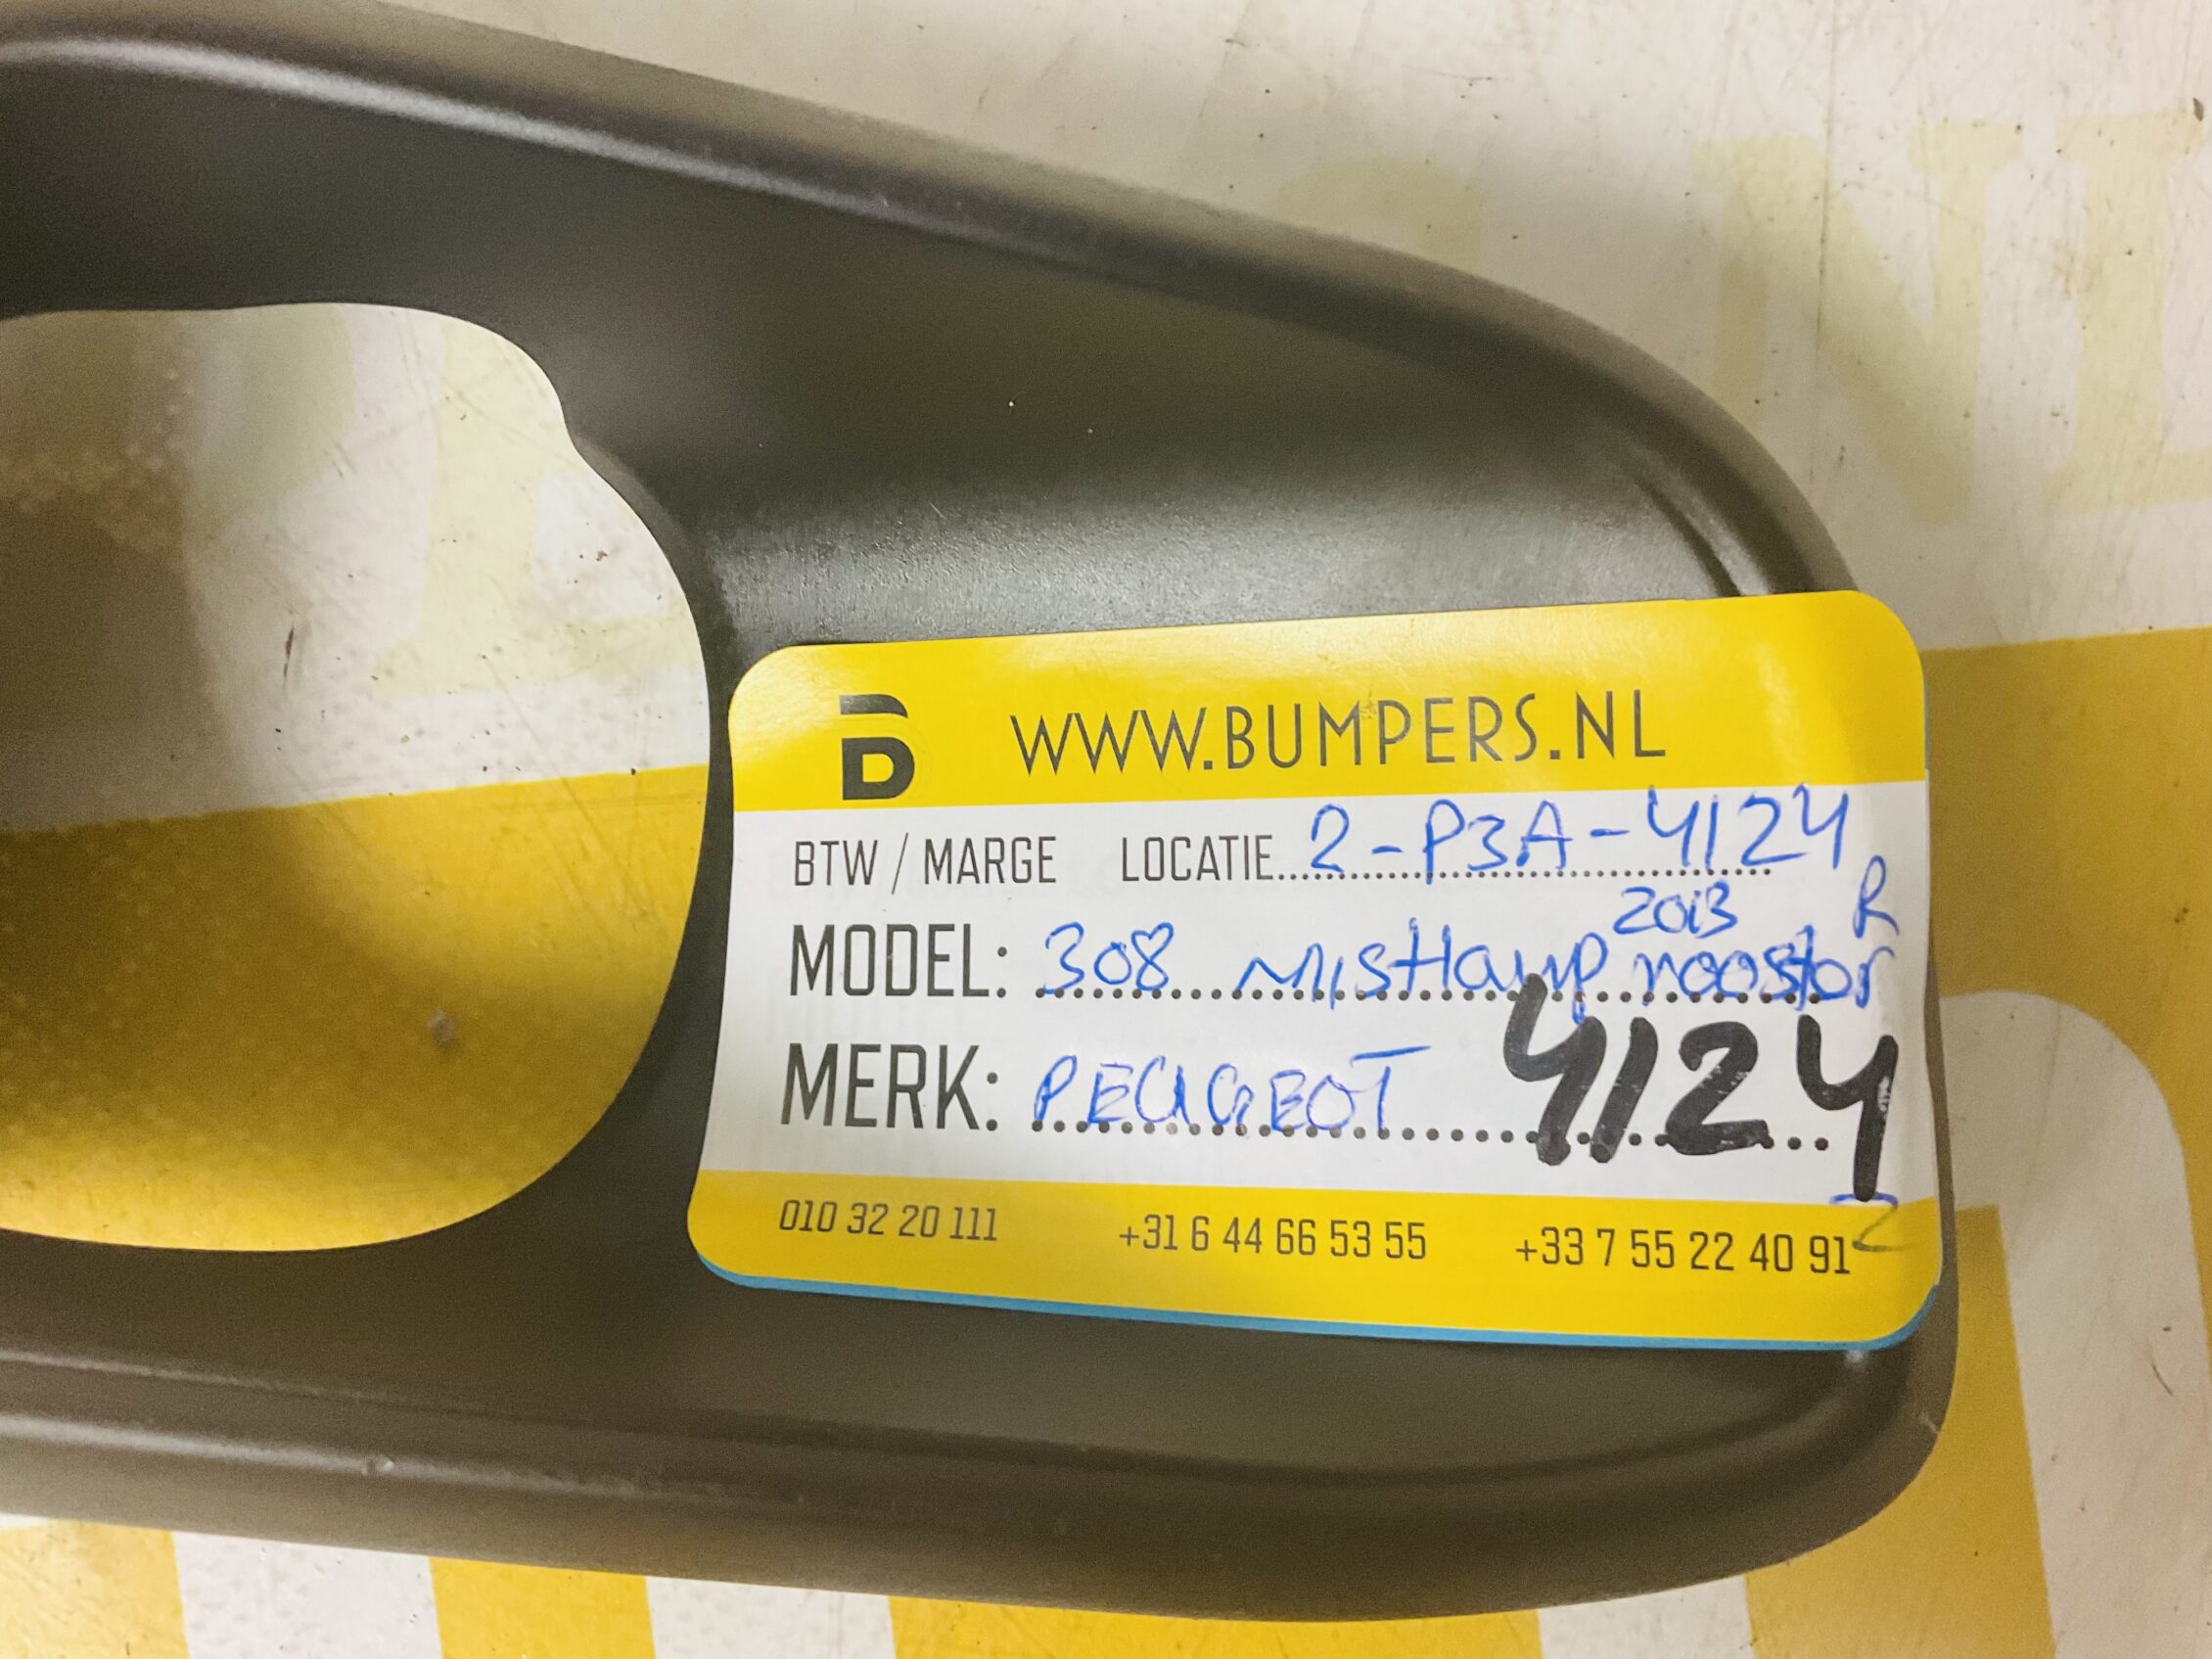 B WWW.BUMPERS.NL
BTW / MARGE LOCATIE 2-P3A-4124
2013 R
MODEL: 308 MISTLamp rooster
MERK: PEUGEOT 4124
2
010 32 20 111 +31 6 44 66 53 55 +33 7 55 22 40 91